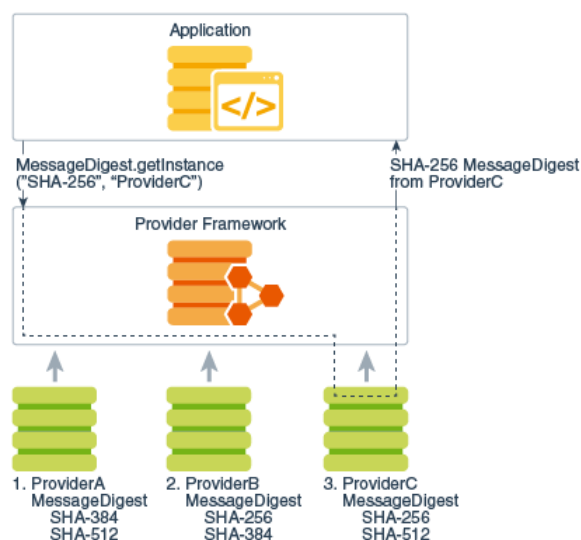 Application
</>
MessageDigest.getInstance
("SHA-256", “ProviderC”)
SHA-256 MessageDigest
from ProviderC
Provider Framework
1. ProviderA
MessageDigest
SHA-384
SHA-512
2. ProviderB
MessageDigest
SHA-256
SHA-384
3. ProviderC
MessageDigest
SHA-256
SHA-512